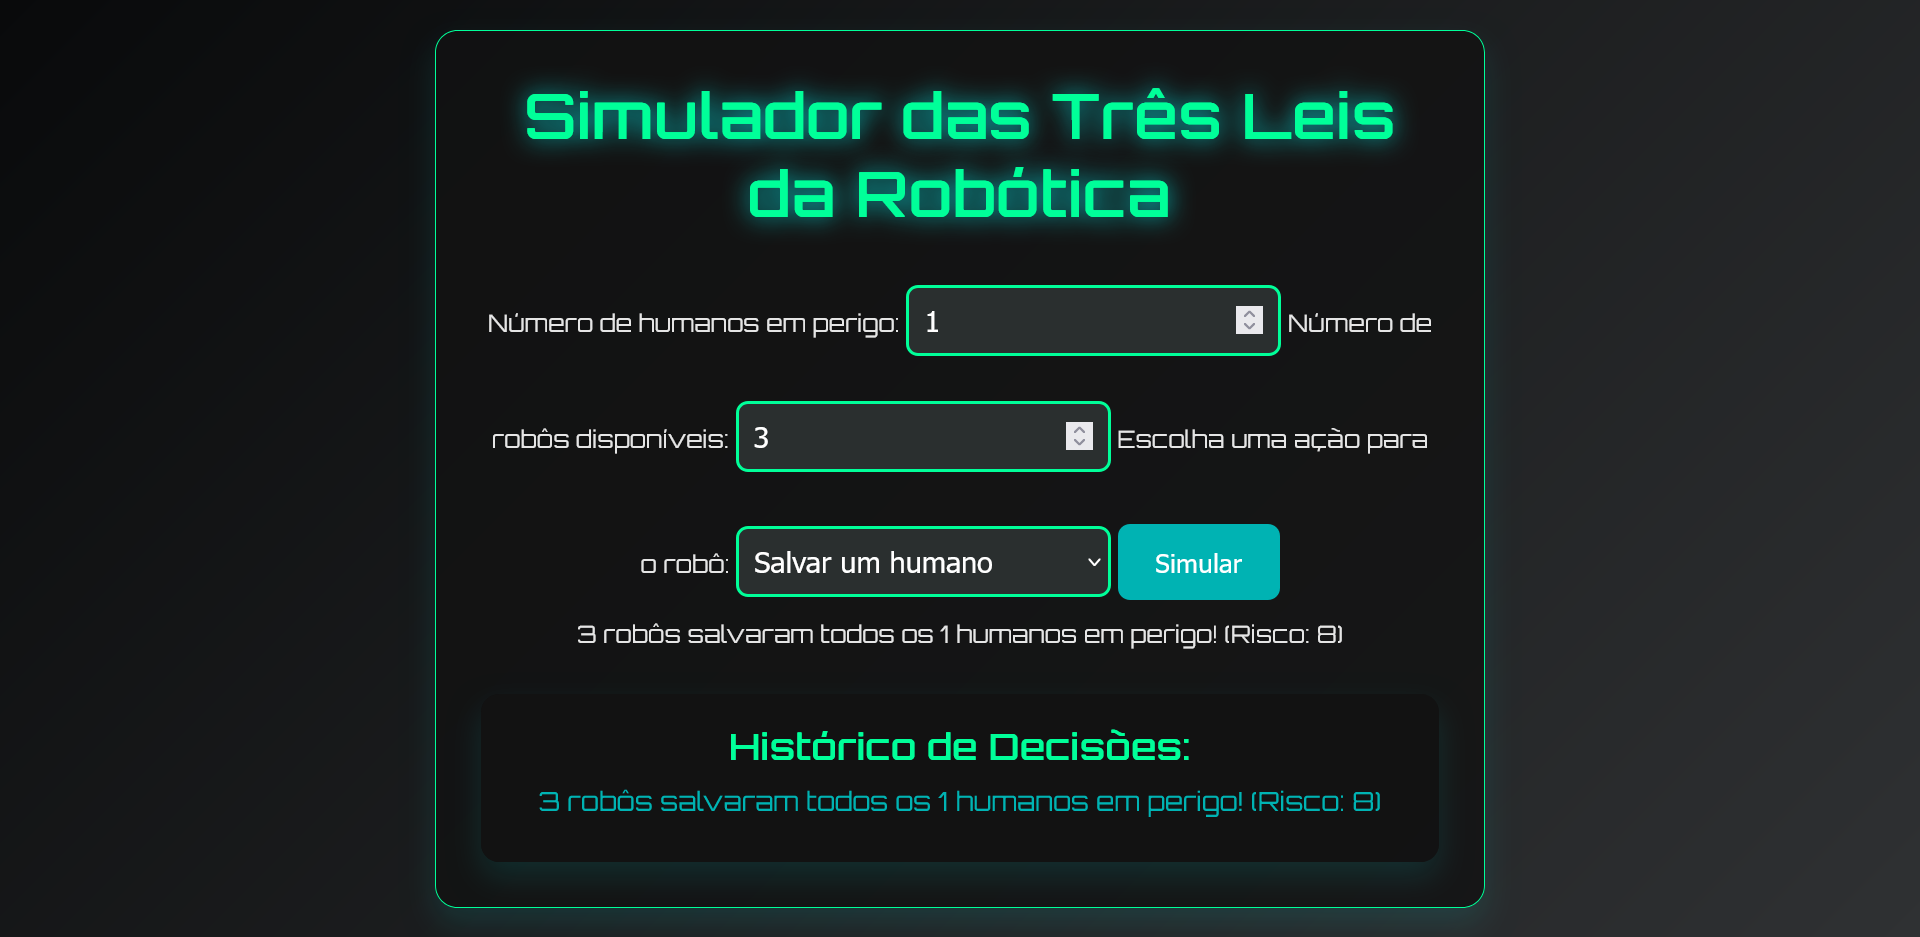 Simulador das Três Leis
da Robótica
Número de humanos em perigo: 1 Número de
robôs disponíveis: 3 Escolha uma ação para
o robô: Salvar um humano Simular
3 robôs salvaram todos os 1 humanos em perigo! (Risco: 8)
Histórico de Decisões:
3 robôs salvaram todos os 1 humanos em perigo! (Risco: 8)